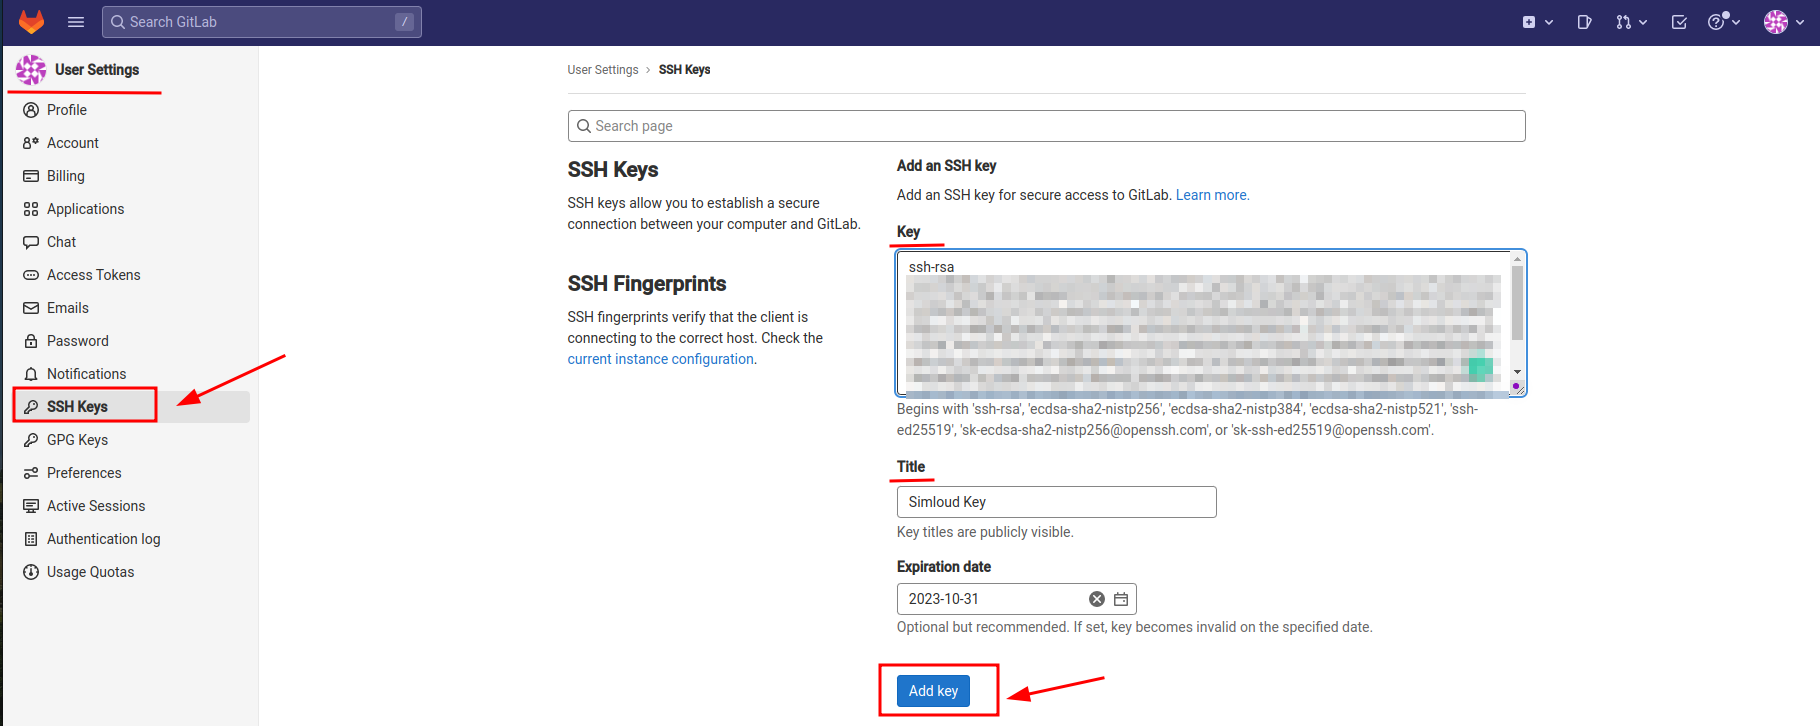 Search GitLab /
User Settings
Profile
Account
Billing
Applications
Chat
Access Tokens
Emails
Password
Notifications
SSH Keys
GPG Keys
Preferences
Active Sessions
Authentication log
Usage Quotas
User Settings › SSH Keys
Search page
SSH Keys
SSH keys allow you to establish a secure
connection between your computer and GitLab.
SSH Fingerprints
SSH fingerprints verify that the client is
connecting to the correct host. Check the
current instance configuration.
Add an SSH key
Add an SSH key for secure access to GitLab. Learn more.
Key
ssh-rsa
Begins with 'ssh-rsa', 'ecdsa-sha2-nistp256', 'ecdsa-sha2-nistp384', 'ecdsa-sha2-nistp521', 'ssh-
ed25519', 'sk-ecdsa-sha2-nistp256@openssh.com', or 'sk-ssh-ed25519@openssh.com'.
Title
Simloud Key
Key titles are publicly visible.
Expiration date
2023-10-31
Optional but recommended. If set, key becomes invalid on the specified date.
Add key